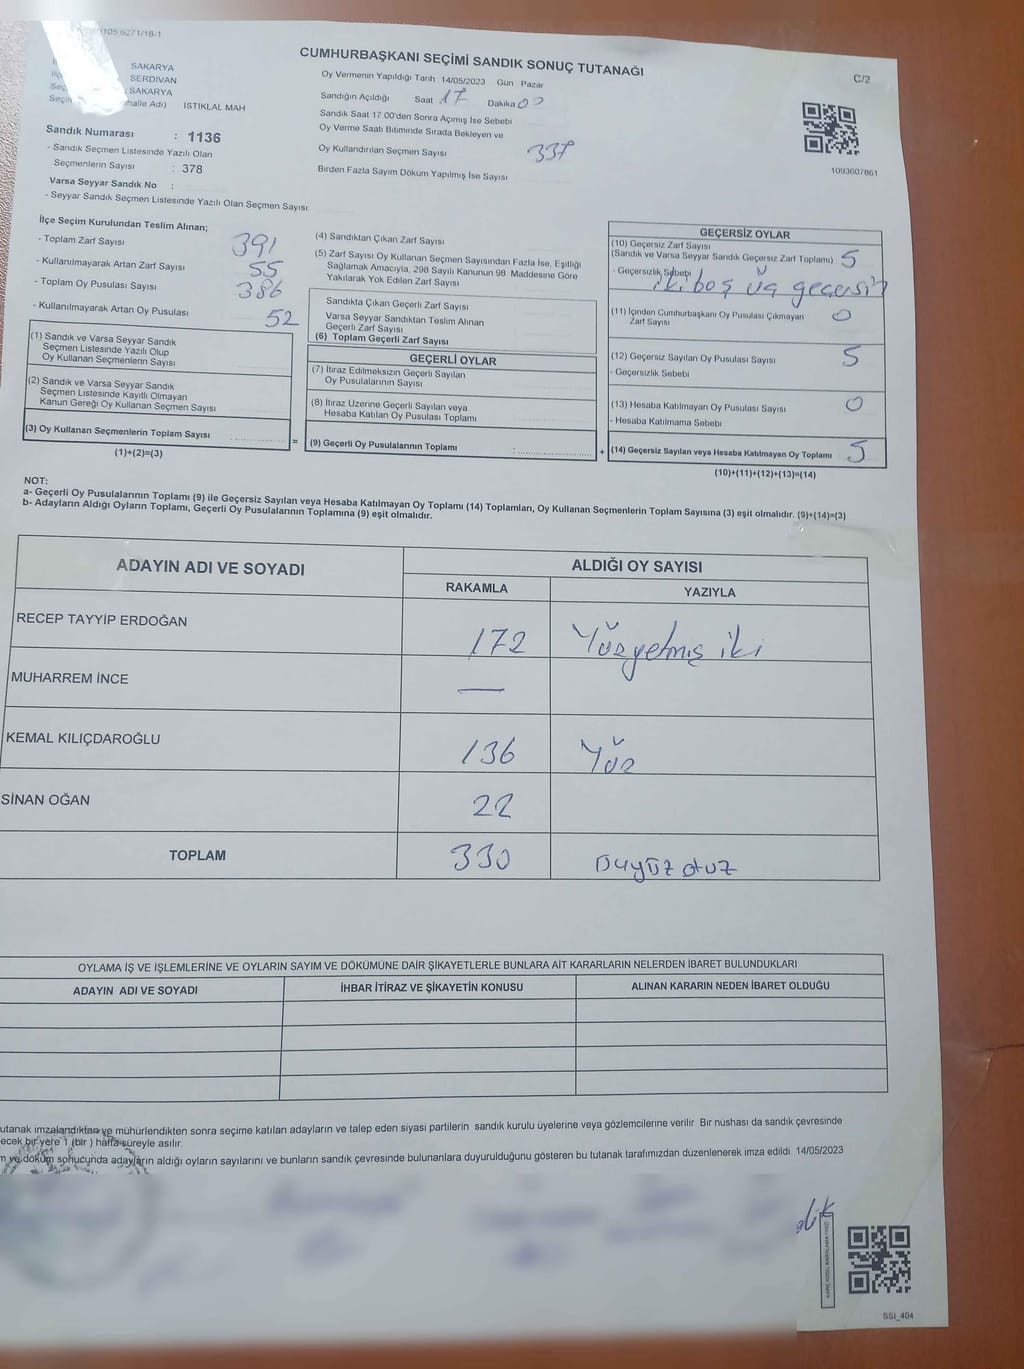 105 6271/18-1
CUMHURBAŞKANI SEÇİMİ SANDIK SONUÇ TUTANAĞI
C/2
SAKARYA
SERDIVAN
SAKARYA
halle Adı) ISTIKLAL MAH
Oy Vermenin Yapıldığı Tarih 14/05/2023 Gün Pazar
Sandığın Açıldığı Saat 17 Dakika 00
Sandık Saat 17 00'den Sonra Açımış Ise Sebebi
Oy Verme Saati Bitiminde Sırada Bekleyen ve
Oy Kullandırılan Seçmen Sayısı 337
Birden Fazla Sayım Döküm Yapılmış Ise Sayısı
1093607861
Sandık Numarası : 1136
- Sandık Seçmen Listesinde Yazılı Olan
Seçmenlerin Sayısı : 378
Varsa Seyyar Sandık No :
- Seyyar Sandık Seçmen Listesinde Yazılı Olan Seçmen Sayısı
İlçe Seçim Kurulundan Teslim Alınan;
- Toplam Zarf Sayısı 391
- Kullanılmayarak Artan Zarf Sayısı 55
- Toplam Oy Pusulası Sayısı 386
- Kullanılmayarak Artan Oy Pusulası 52
(1) Sandık ve Varsa Seyyar Sandık
Seçmen Listesinde Yazılı Olup
Oy Kullanan Seçmenlerın Sayısı
(2) Sandık ve Varsa Seyyar Sandık
Seçmen Listesinde Kayıtlı Olmayan
Kanun Gereği Oy Kullanan Seçmen Sayısı
(3) Oy Kullanan Seçmenlerin Toplam Sayısı
(1)+(2)=(3)
(4) Sandıktan Çıkan Zarf Sayısı
(5) Zarf Sayısı Oy Kullanan Seçmen Sayısından Fazla İse, Eşitliği
Sağlamak Amacıyla, 298 Sayılı Kanunun 98 Maddesine Göre
Yakılarak Yok Edilen Zarf Sayısı
Sandıkta Çıkan Geçerli Zarf Sayısı
Varsa Seyyar Sandıktan Teslim Alınan
Geçerli Zarf Sayısı
(6) Toplam Geçerli Zarf Sayısı
GEÇERLİ OYLAR
(7) İtiraz Edilmeksizin Geçerli Sayılan
Oy Pusulalarının Sayısı
(8) İtiraz Üzerine Geçerli Sayılan veya
Hesaba Katılan Oy Pusulası Toplamı
= (9) Geçerli Oy Pusulalarının Toplamı :
GEÇERSİZ OYLAR
(10) Geçersiz Zarf Sayısı
(Sandık ve Varsa Seyyar Sandık Geçersiz Zarf Toplamı) 5
- Geçersizlik Sebebi
iki boş üç geçersiz
(11) İçinden Cumhurbaşkanı Oy Pusulası Çıkmayan
Zarf Sayısı 0
(12) Geçersiz Sayılan Oy Pusulası Sayısı 5
- Geçersizlik Sebebi
(13) Hesaba Katılmayan Oy Pusulası Sayısı 0
- Hesaba Katılmama Sebebi
+ (14) Geçersiz Sayılan veya Hesaba Katılmayan Oy Toplamı 5
(10)+(11)+(12)+(13)=(14)
NOT:
a- Geçerli Oy Pusulalarının Toplamı (9) ile Geçersiz Sayılan veya Hesaba Katılmayan Oy Toplamı (14) Toplamları, Oy Kullanan Seçmenlerin Toplam Sayısına (3) eşit olmalıdır. (9)+(14)=(3)
b- Adayların Aldığı Oyların Toplamı, Geçerli Oy Pusulalarının Toplamına (9) eşit olmalıdır.
ADAYIN ADI VE SOYADI
ALDIĞI OY SAYISI
RAKAMLA YAZIYLA
RECEP TAYYİP ERDOĞAN 172 Yüzyetmiş iki
MUHARREM İNCE —
KEMAL KILIÇDAROĞLU 136 Yüz
SİNAN OĞAN 22
TOPLAM 330 otuz
OYLAMA İŞ VE İŞLEMLERİNE VE OYLARIN SAYIM VE DÖKÜMÜNE DAİR ŞİKAYETLERLE BUNLARA AİT KARARLARIN NELERDEN İBARET BULUNDUKLARI
ADAYIN ADI VE SOYADI İHBAR İTİRAZ VE ŞİKAYETİN KONUSU ALINAN KARARIN NEDEN İBARET OLDUĞU
utanak imzalandıktan ve mühürlendikten sonra seçime katılan adayların ve talep eden siyasi partilerin sandık kurulu üyelerine veya gözlemcilerine verilir Bir nüshası da sandık çevresinde
ecek bir yere 1 (bir ) hafta süreyle asılır.
m ve döküm sonucunda adayların aldığı oyların sayılarını ve bunların sandık çevresinde bulunanlara duyurulduğunu gösteren bu tutanak tarafımızdan düzenlenerek imza edildi 14/05/2023
SSI_404